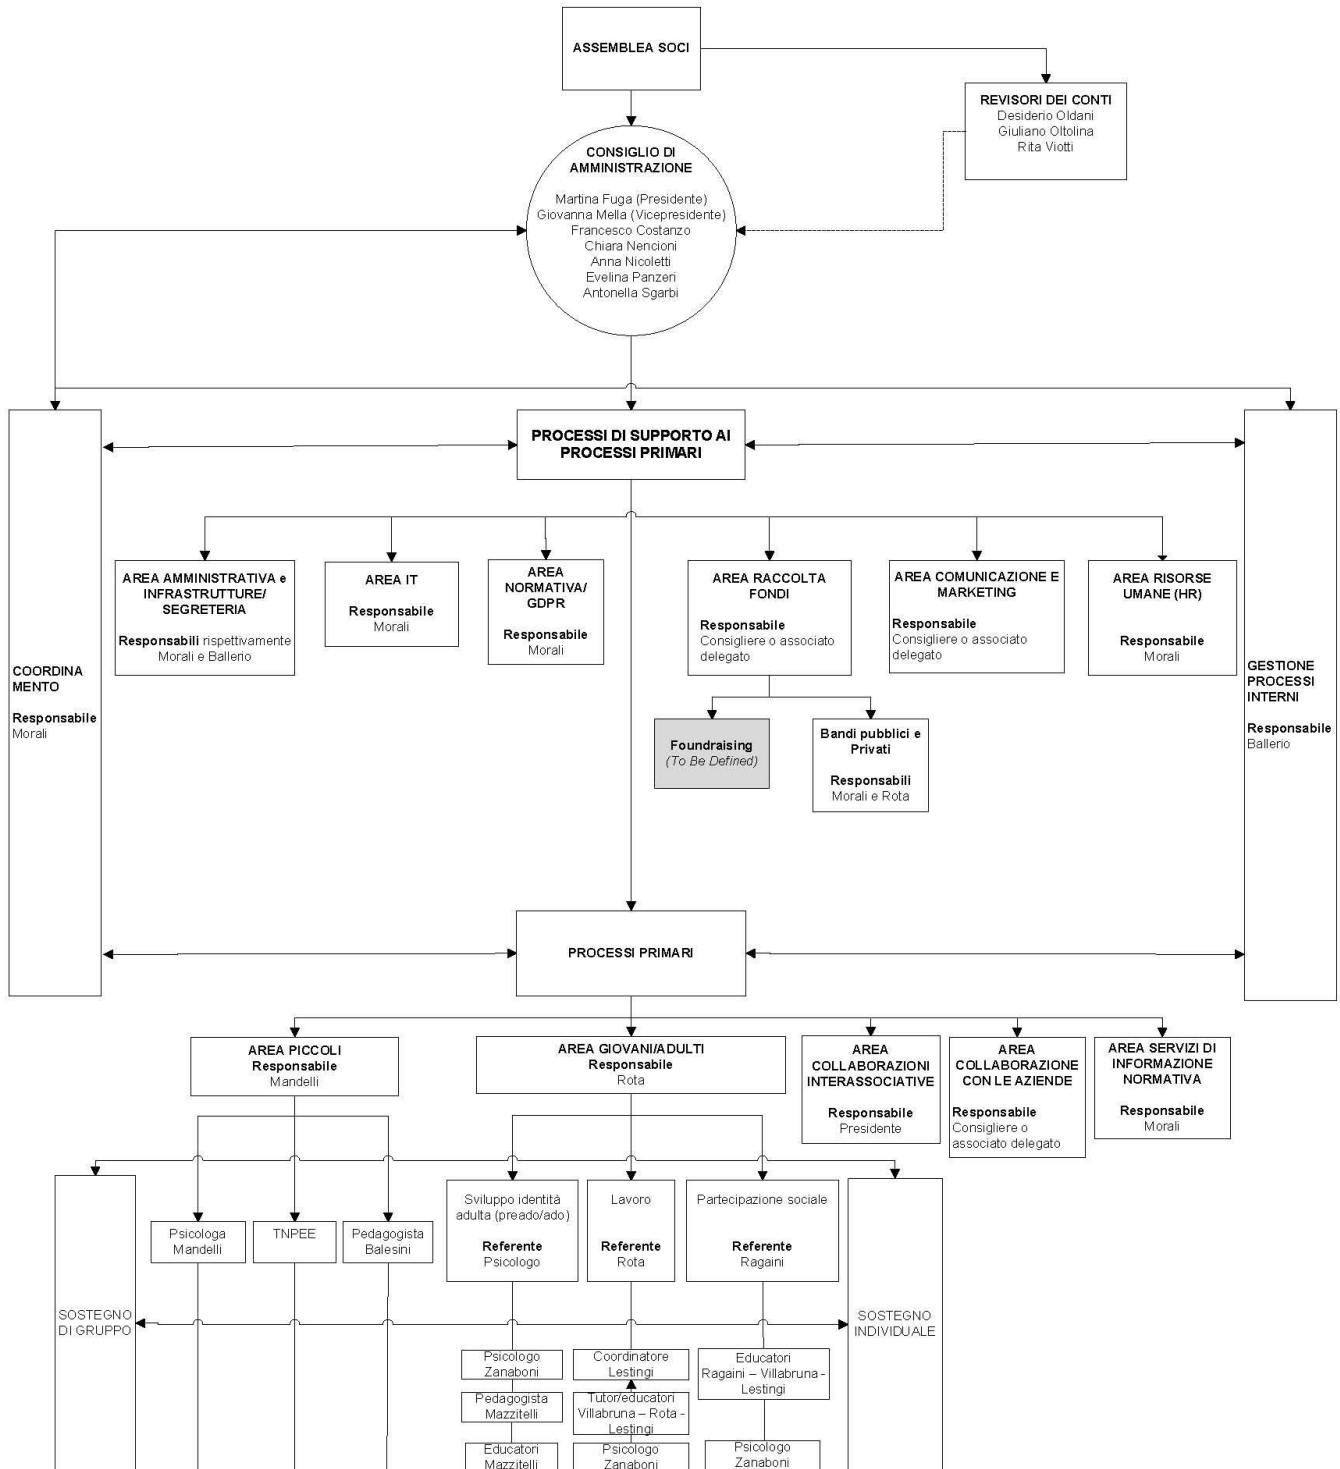 ASSEMBLEA SOCI
REVISORI DEI CONTI
Desiderio Oldani
Giuliano Oltolina
Rita Viotti
CONSIGLIO DI
AMMINISTRAZIONE
Martina Fuga (Presidente)
Giovanna Mella (Vicepresidente)
Francesco Costanzo
Chiara Nencioni
Anna Nicoletti
Evelina Panzeri
Antonella Sgarbi
PROCESSI DI SUPPORTO AI
PROCESSI PRIMARI
COORDINA
MENTO
Responsabile
Morali
AREA AMMINISTRATIVA e
INFRASTRUTTURE/
SEGRETERIA
Responsabili rispettivamente
Morali e Ballerio
AREA IT
Responsabile
Morali
AREA
NORMATIVA/
GDPR
Responsabile
Morali
AREA RACCOLTA
FONDI
Responsabile
Consigliere o associato
delegato
AREA COMUNICAZIONE E
MARKETING
Responsabile
Consigliere o associato
delegato
AREA RISORSE
UMANE (HR)
Responsabile
Morali
GESTIONE
PROCESSI
INTERNI
Responsabile
Ballerio
Foundraising
(To Be Defined)
Bandi pubblici e
Privati
Responsabili
Morali e Rota
PROCESSI PRIMARI
AREA PICCOLI
Responsabile
Mandelli
AREA GIOVANI/ADULTI
Responsabile
Rota
AREA
COLLABORAZIONI
INTERASSOCIATIVE
Responsabile
Presidente
AREA
COLLABORAZIONE
CON LE AZIENDE
Responsabile
Consigliere o
associato delegato
AREA SERVIZI DI
INFORMAZIONE
NORMATIVA
Responsabile
Morali
SOSTEGNO
DI GRUPPO
Psicologa
Mandelli
TNPEE
Pedagogista
Balesini
Sviluppo identità
adulta (preado/ado)
Referente
Psicologo
Lavoro
Referente
Rota
Partecipazione sociale
Referente
Ragaini
SOSTEGNO
INDIVIDUALE
Psicologo
Zanaboni
Pedagogista
Mazzitelli
Educatori
Mazzitelli
Coordinatore
Lestingi
Tutor/educatori
Villabruna – Rota -
Lestingi
Psicologo
Zanaboni
Educatori
Ragaini – Villabruna -
Lestingi
Psicologo
Zanaboni